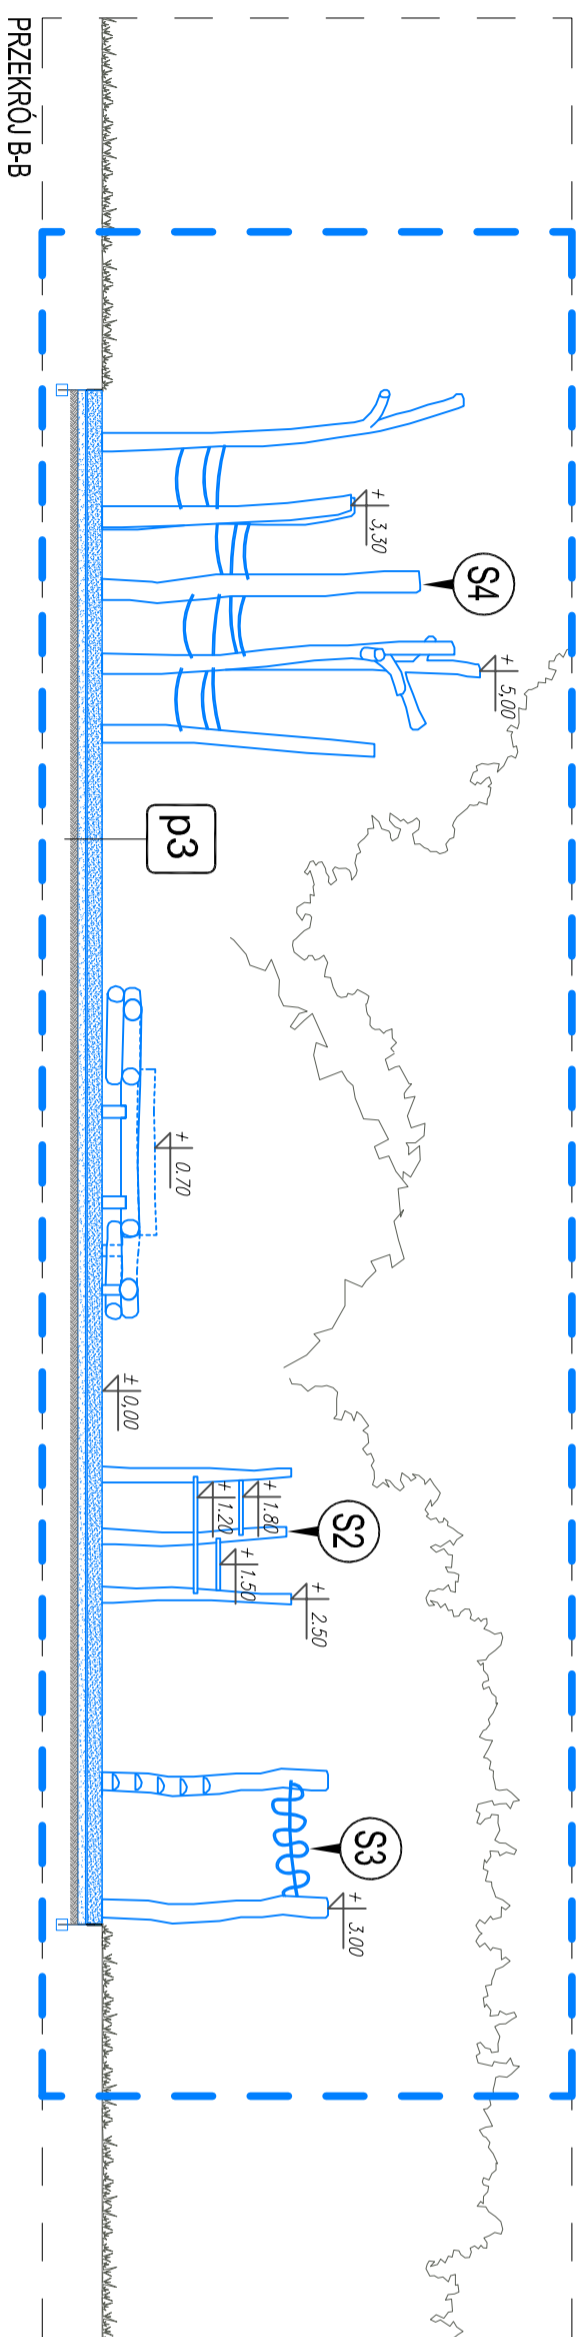 PRZEKRÓJ B-B
+ 3,30
S4
+ 5,00
p3
+ 0.70
± 0,00
+ 1.80
+ 1.20
S2
+ 1.50
+ 2.50
S3
+ 3.00